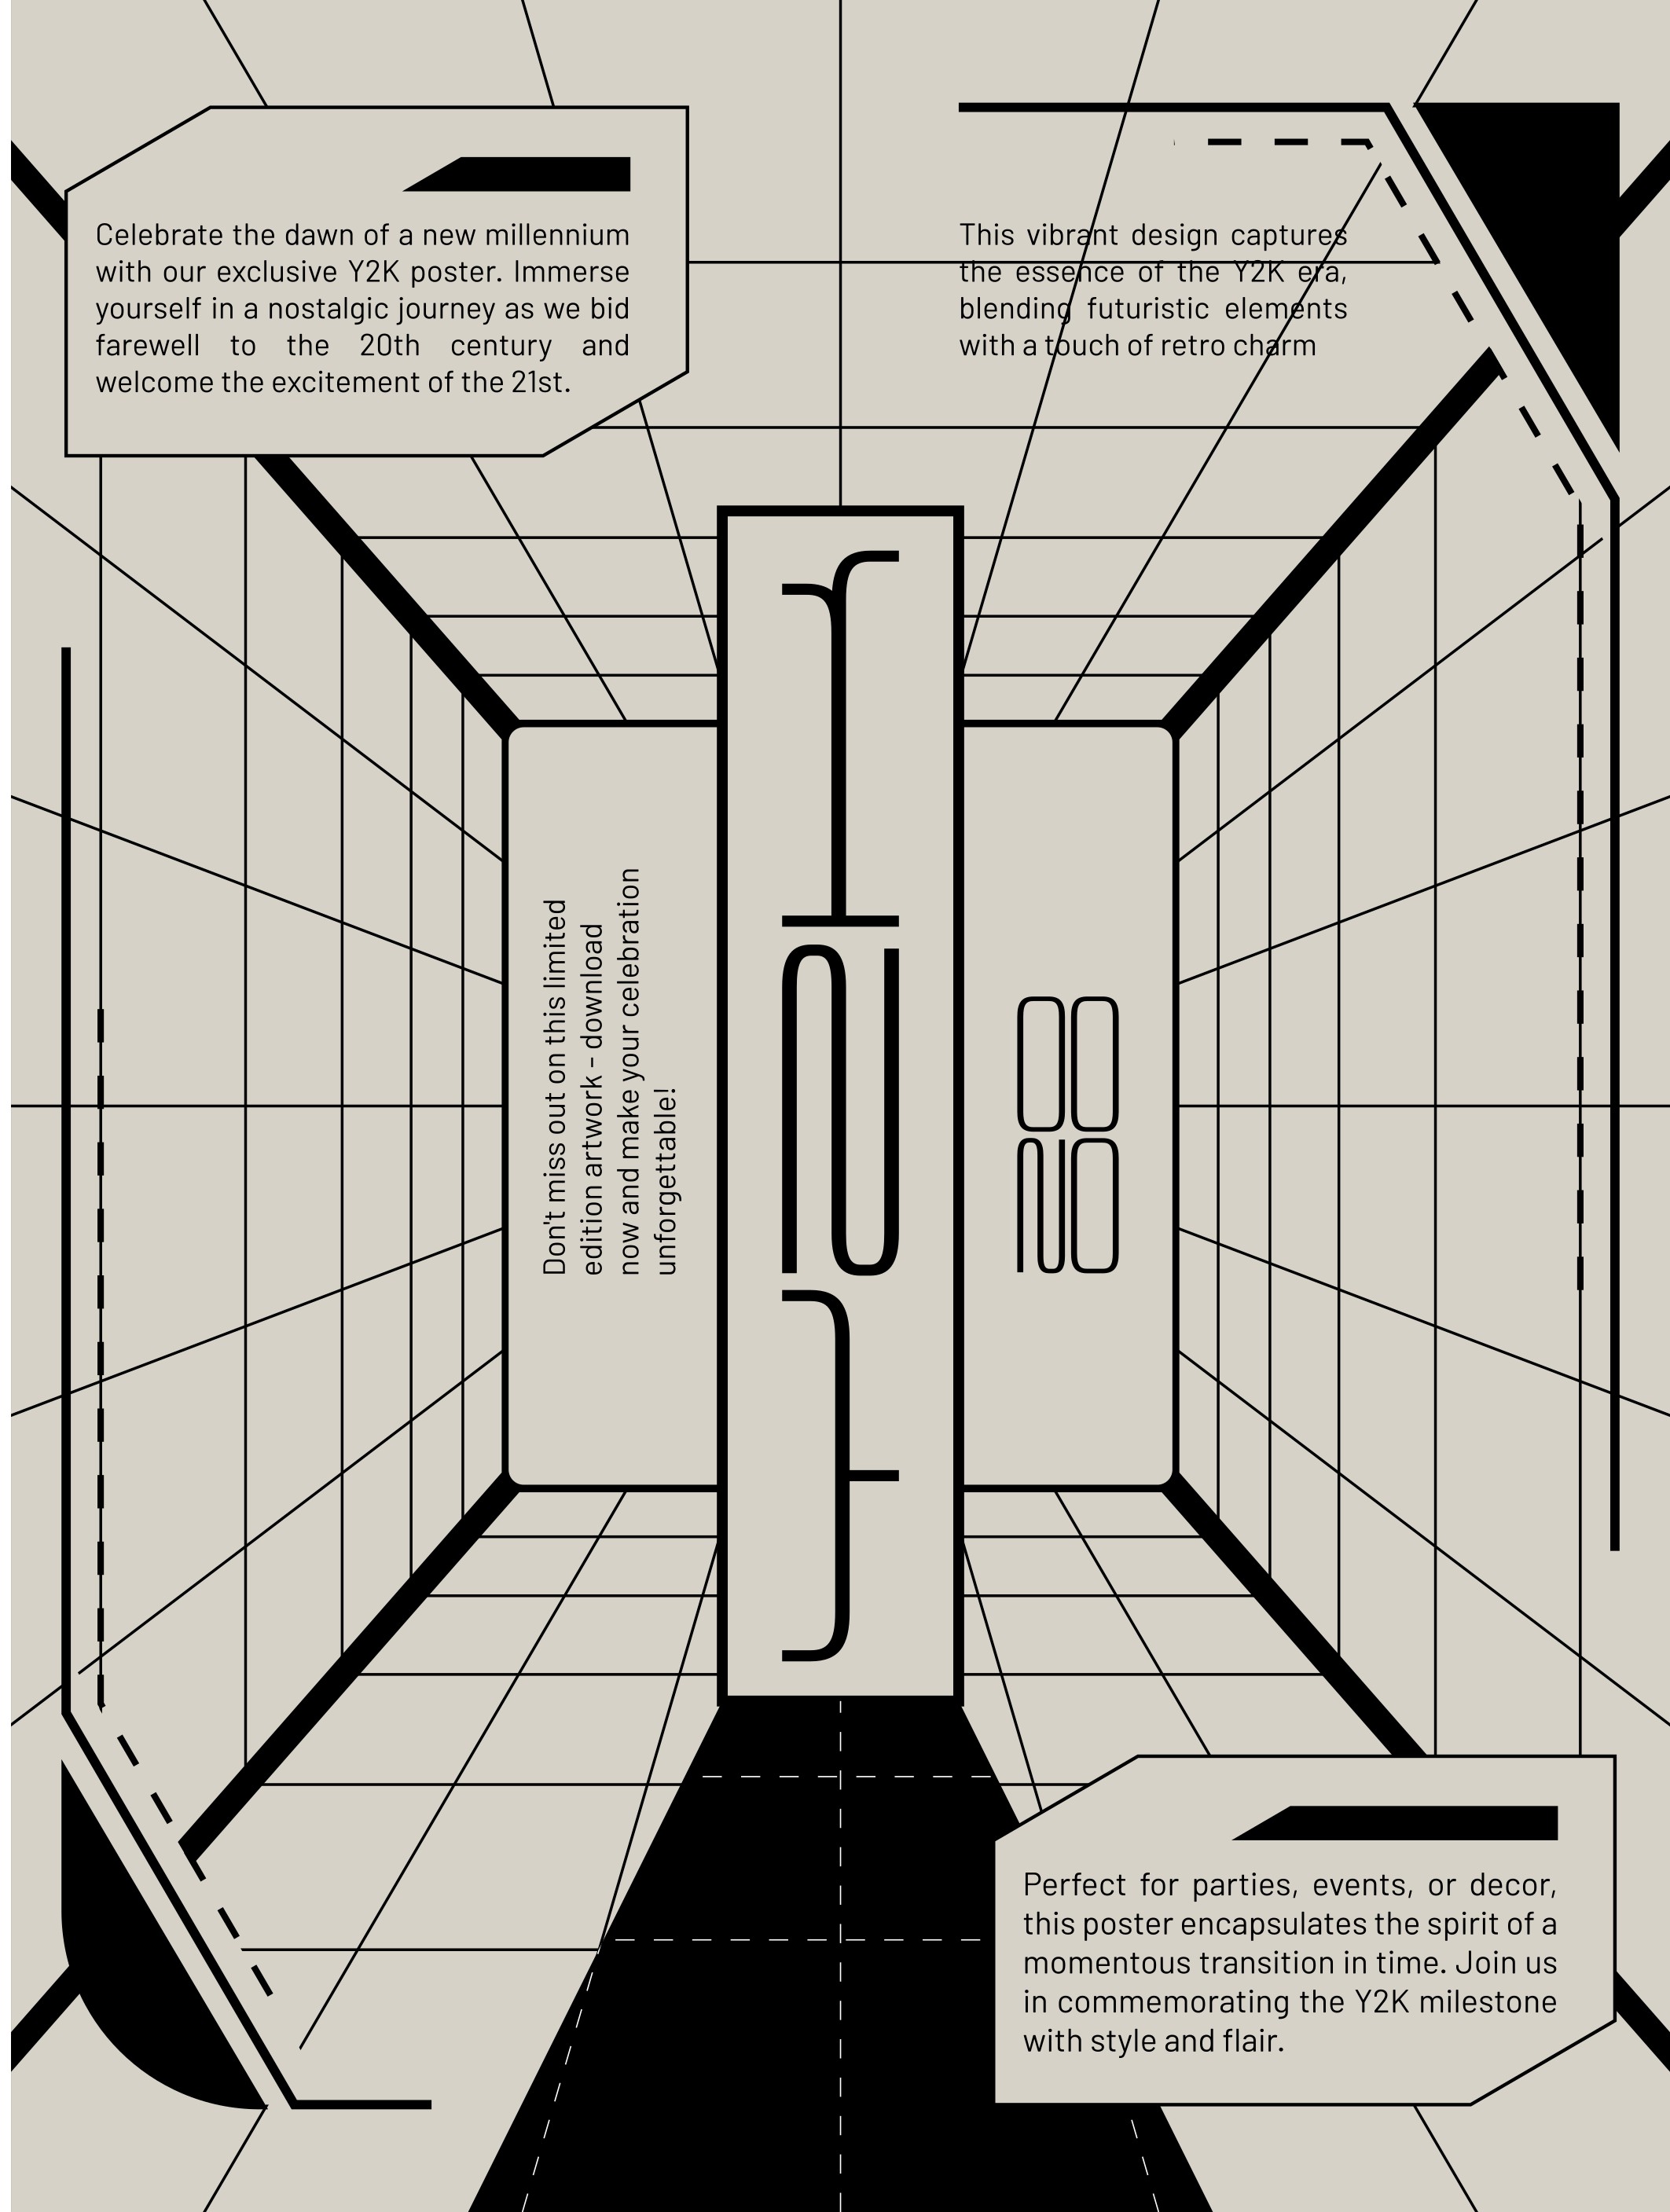 Celebrate the dawn of a new millennium
with our exclusive Y2K poster. Immerse
yourself in a nostalgic journey as we bid
farewell to the 20th century and
welcome the excitement of the 21st.
This vibrant design captures
the essence of the Y2K era,
blending futuristic elements
with a touch of retro charm
Don't miss out on this limited
edition artwork - download
now and make your celebration
unforgettable!
Y2K
20
00
Perfect for parties, events, or decor,
this poster encapsulates the spirit of a
momentous transition in time. Join us
in commemorating the Y2K milestone
with style and flair.